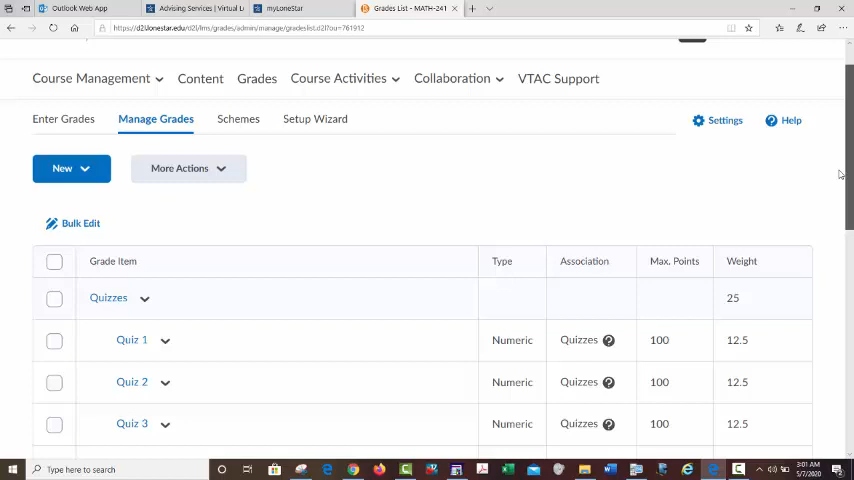 Outlook Web App
Advising Services | Virtual L
myLoneStar
Grades List - MATH-241
https://d2l.lonestar.edu/d2l/lms/grades/admin/manage/gradeslist.d2l?ou=761912
Course Management Content Grades Course Activities Collaboration VTAC Support
Enter Grades Manage Grades Schemes Setup Wizard Settings Help
New More Actions
Bulk Edit
Grade Item Type Association Max. Points Weight
Quizzes 25
Quiz 1 Numeric Quizzes 100 12.5
Quiz 2 Numeric Quizzes 100 12.5
Quiz 3 Numeric Quizzes 100 12.5
Type here to search
3:01 AM
5/7/2020